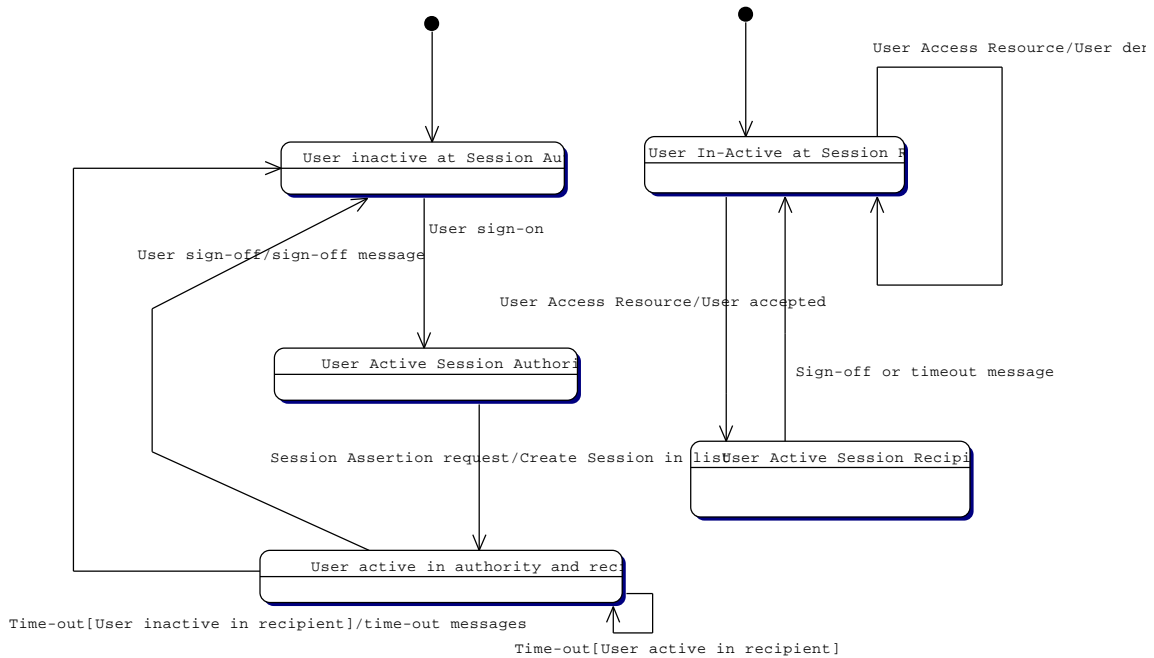 User Access Resource/User der
User inactive at Session Au
User In-Active at Session R
User sign-on
User sign-off/sign-off message
User Access Resource/User accepted
User Active Session Authori
Sign-off or timeout message
Session Assertion request/Create Session in list
User Active Session Recipi
User active in authority and reci
Time-out[User inactive in recipient]/time-out messages
Time-out[User active in recipient]